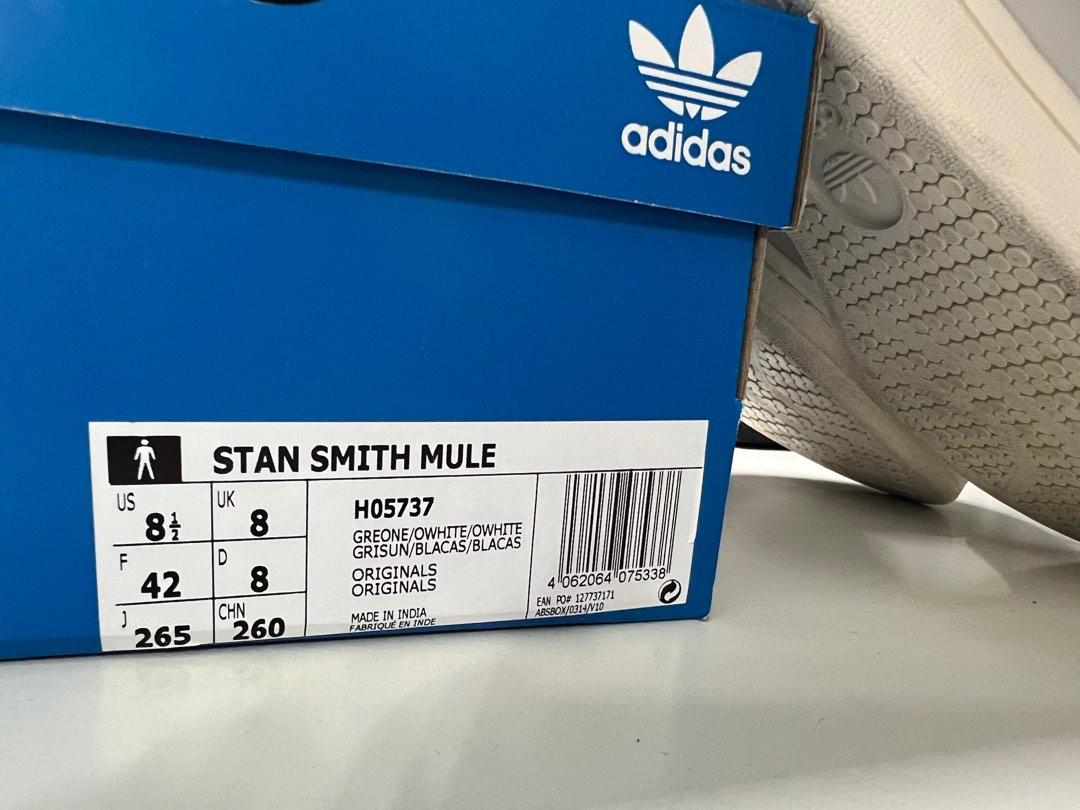 adidas
STAN SMITH MULE
US
8½
UK
8
F
42
D
8
J
265
CHN
260
H05737
GREONE/OWHITE/OWHITE
GRISUN/BLACAS/BLACAS
ORIGINALS
ORIGINALS
MADE IN INDIA
FABRIQUÉ EN INDE
4 062064 075338
EAN PO# 127737171
ABSBOX/0314/V10